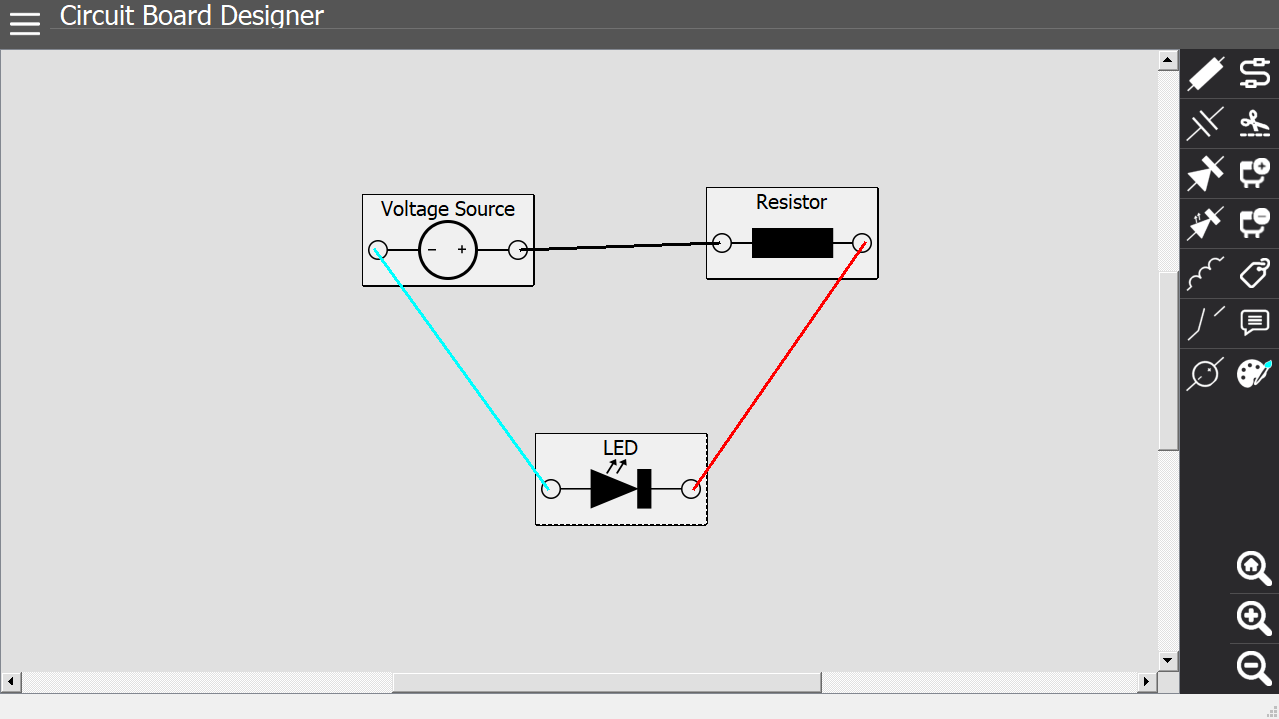 Circuit Board Designer
Voltage Source
Resistor
− +
LED